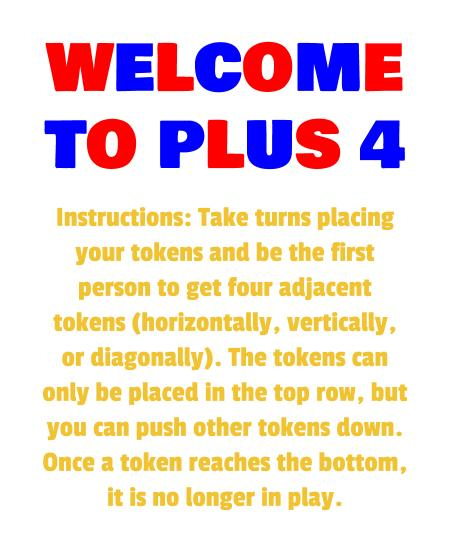 WELCOME
TO PLUS 4
Instructions: Take turns placing
your tokens and be the first
person to get four adjacent
tokens (horizontally, vertically,
or diagonally). The tokens can
only be placed in the top row, but
you can push other tokens down.
Once a token reaches the bottom,
it is no longer in play.